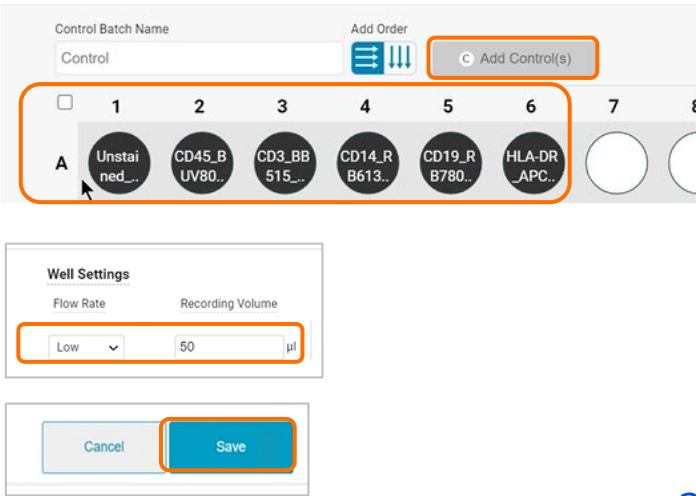 Control Batch Name Add Order
Control C Add Control(s)
1 2 3 4 5 6 7 8
A Unstai CD45_B CD3_BB CD14_R CD19_R HLA-DR
ned_.. UV80.. 515_.. B613.. B780.. _APC..
Well Settings
Flow Rate Recording Volume
Low 50 µl
Cancel Save